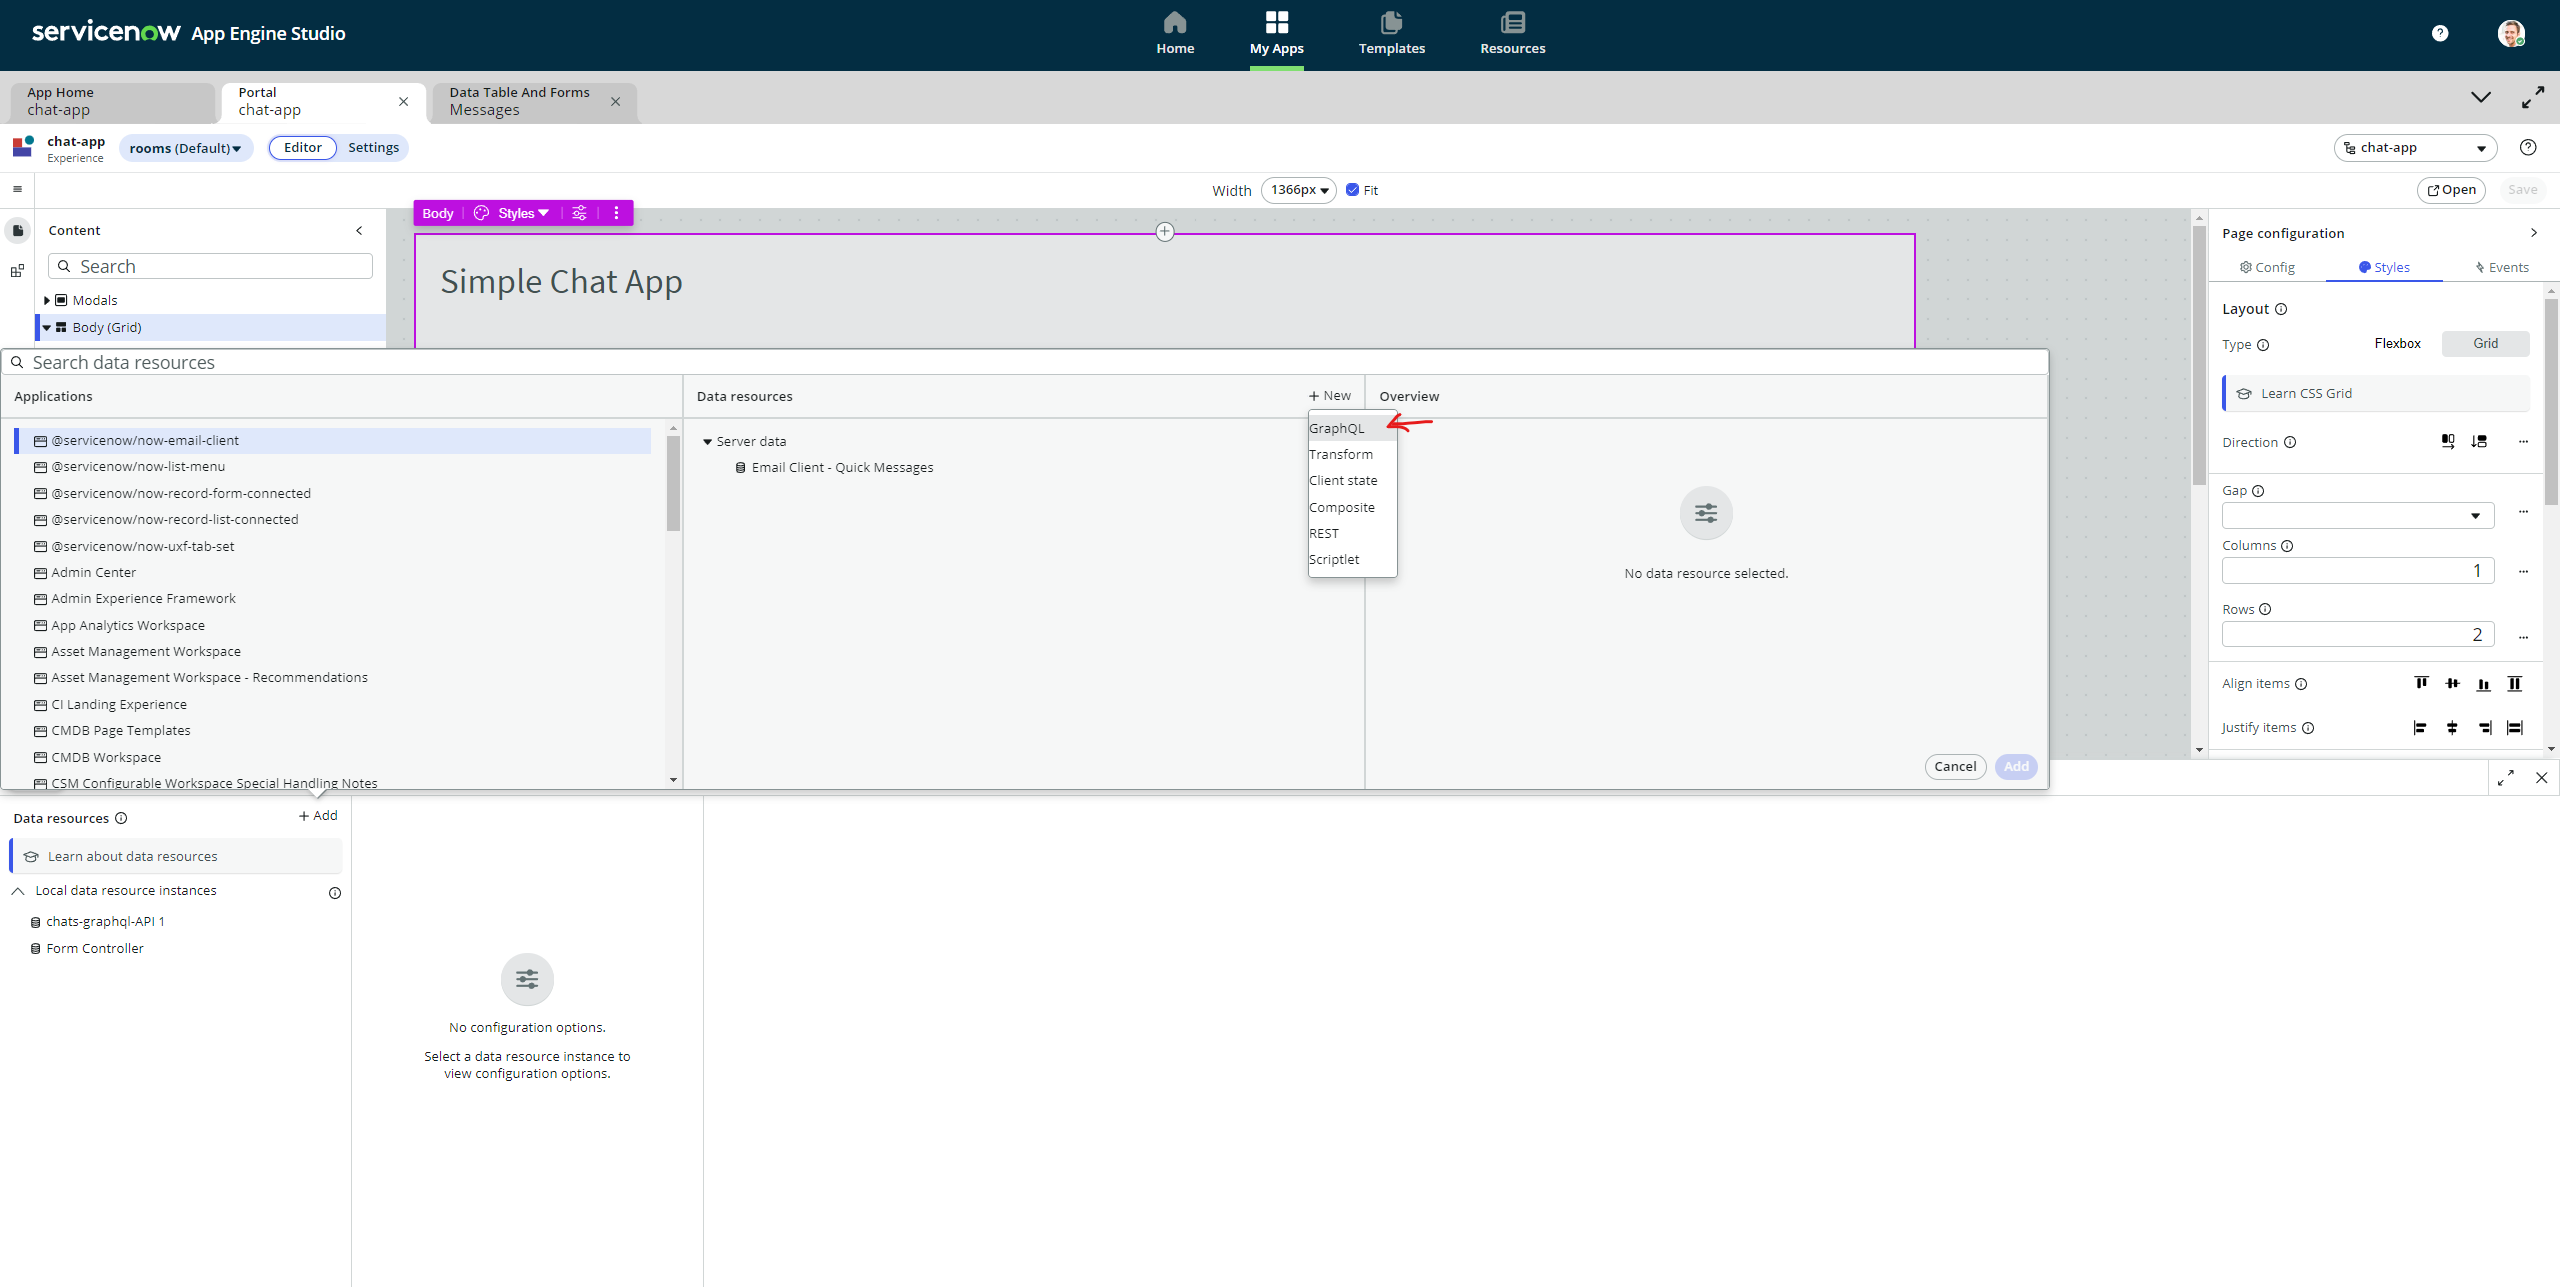 servicenow App Engine Studio
Home
My Apps
Templates
Resources
App Home
chat-app
Portal
chat-app
Data Table And Forms
Messages
chat-app
Experience
rooms (Default)
Editor
Settings
chat-app
Width
1366px
Fit
Open
Save
Content
Search
Modals
Body (Grid)
Body
Styles
Simple Chat App
Page configuration
Config
Styles
Events
Layout
Type
Flexbox
Grid
Learn CSS Grid
Direction
Gap
Columns
1
Rows
2
Align items
Justify items
Search data resources
Applications
@servicenow/now-email-client
@servicenow/now-list-menu
@servicenow/now-record-form-connected
@servicenow/now-record-list-connected
@servicenow/now-uxf-tab-set
Admin Center
Admin Experience Framework
App Analytics Workspace
Asset Management Workspace
Asset Management Workspace - Recommendations
CI Landing Experience
CMDB Page Templates
CMDB Workspace
CSM Configurable Workspace Special Handling Notes
Data resources
+ New
Server data
Email Client - Quick Messages
GraphQL
Transform
Client state
Composite
REST
Scriptlet
Overview
No data resource selected.
Cancel
Add
Data resources
+ Add
Learn about data resources
Local data resource instances
chats-graphql-API 1
Form Controller
No configuration options.
Select a data resource instance to
view configuration options.